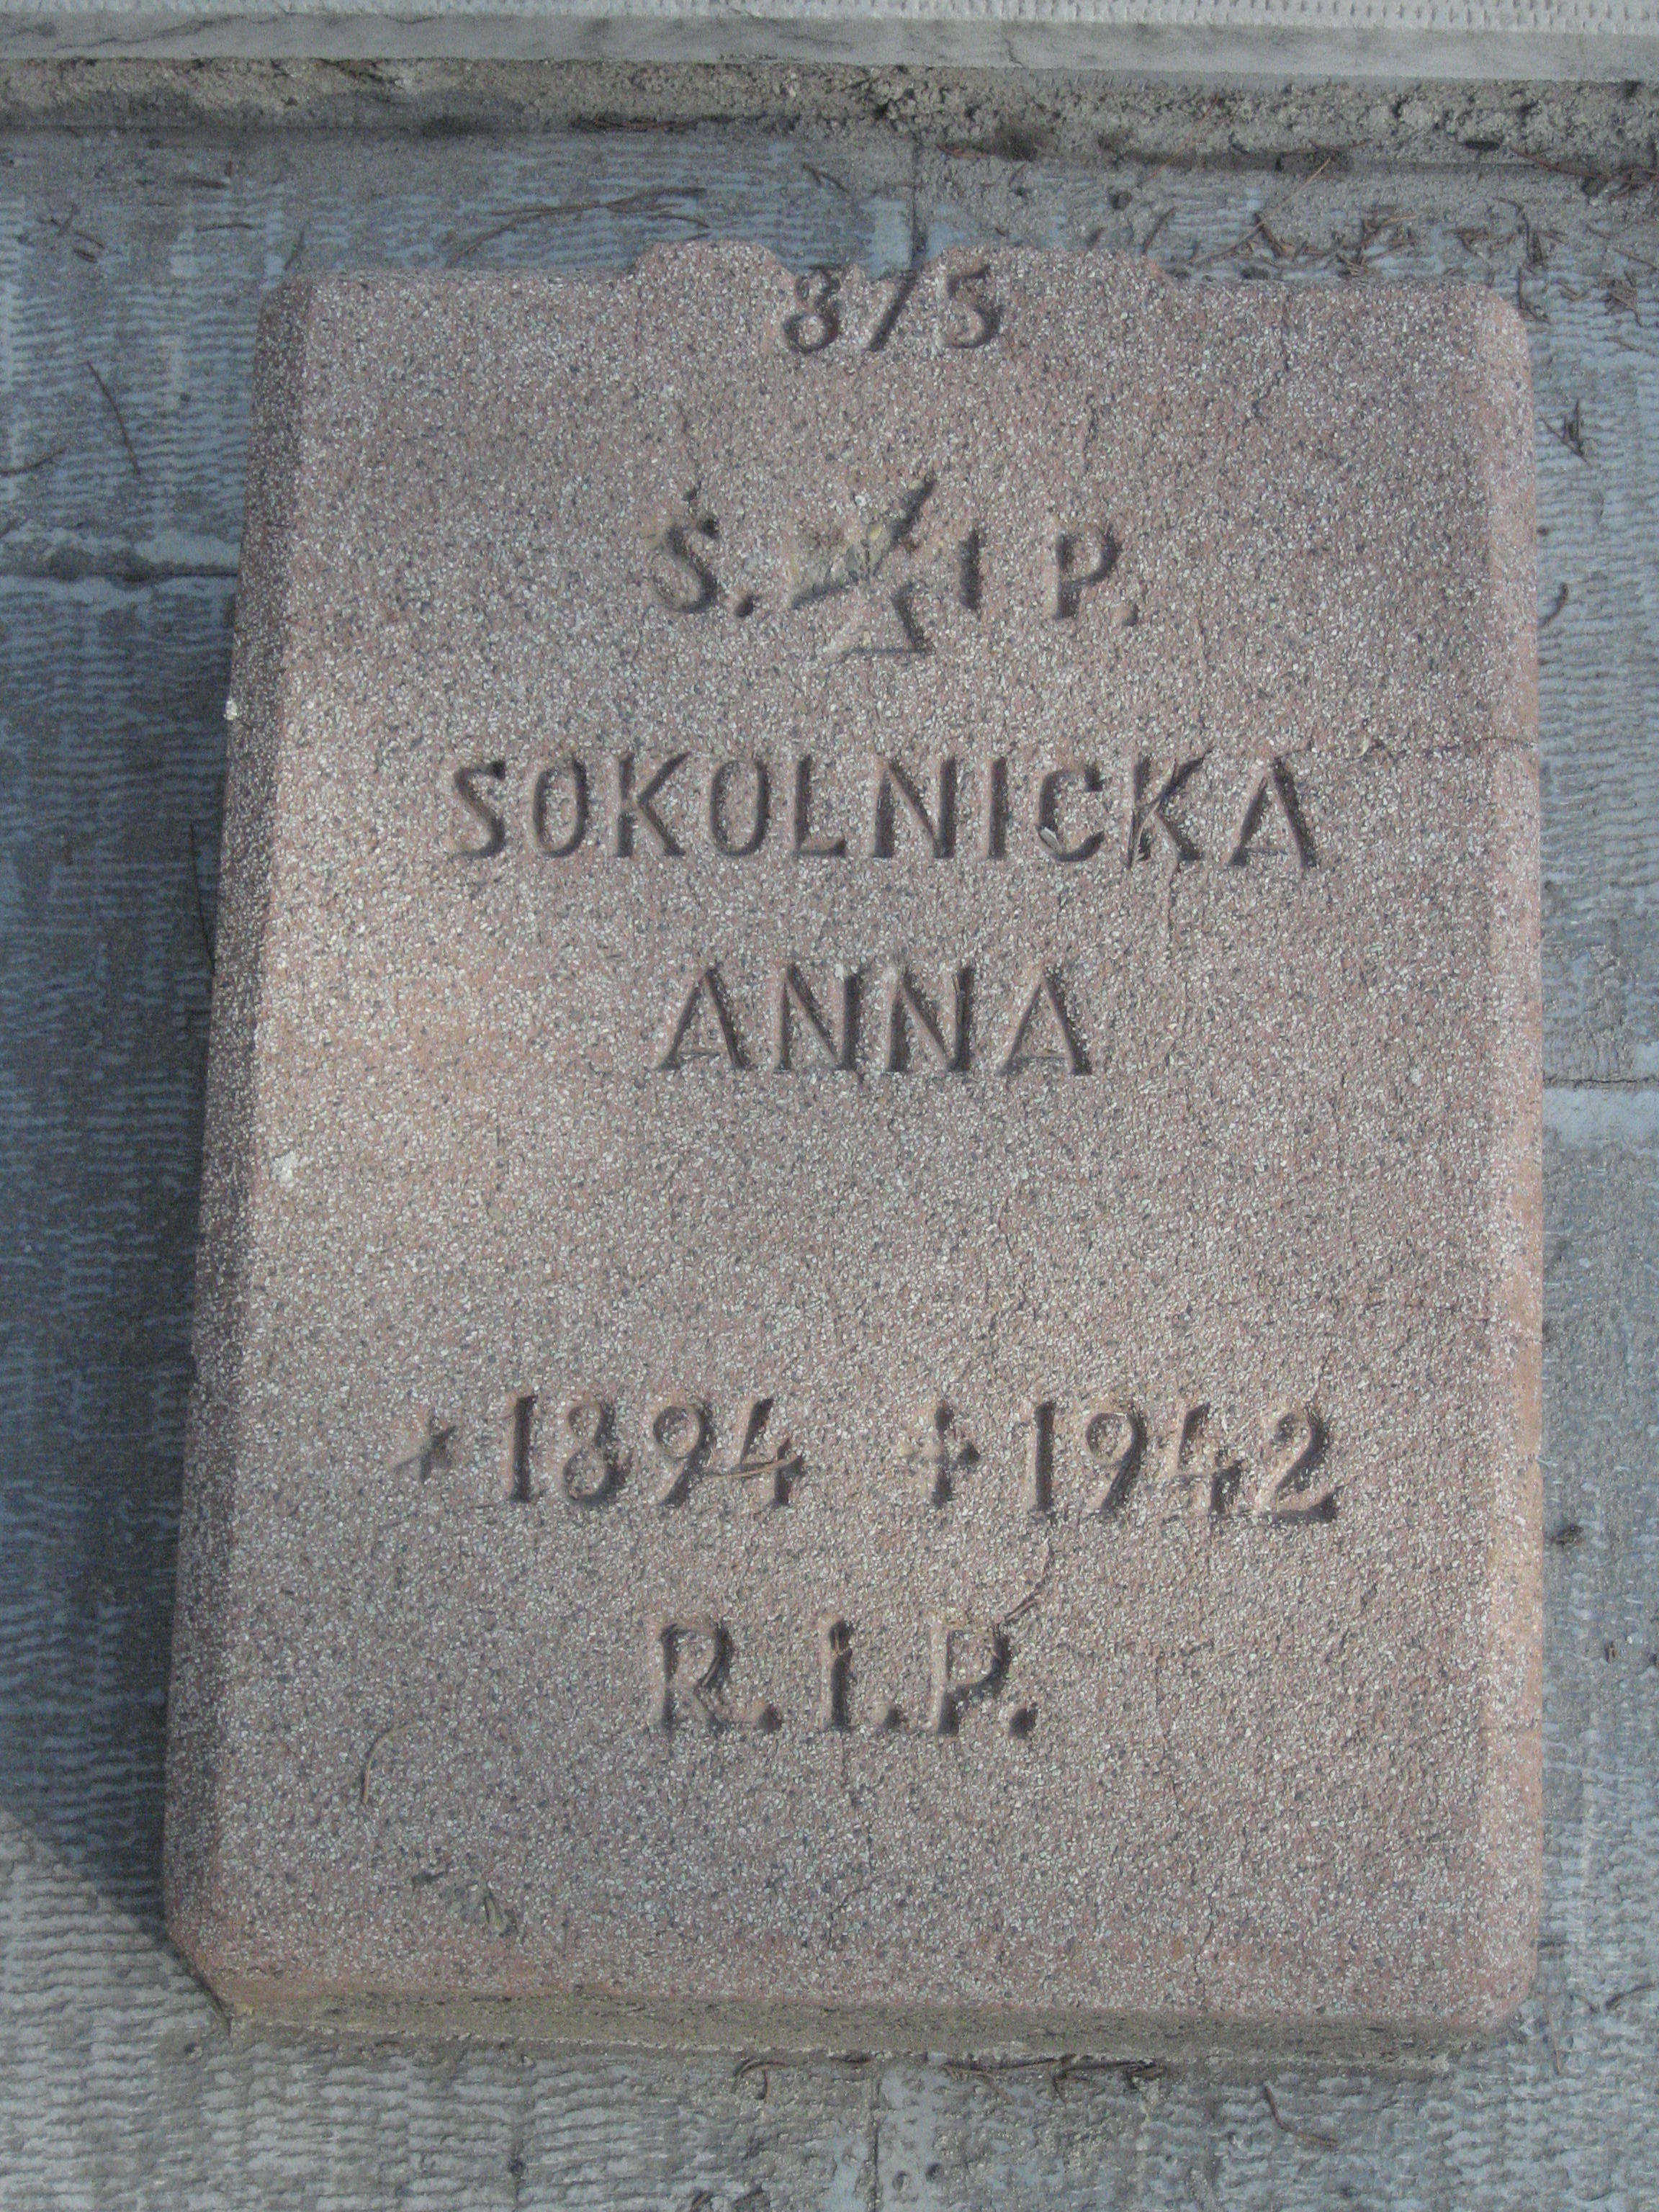 875
Ś. I P.
SOKOLNICKA
ANNA
* 1894 + 1942
R.I.P.